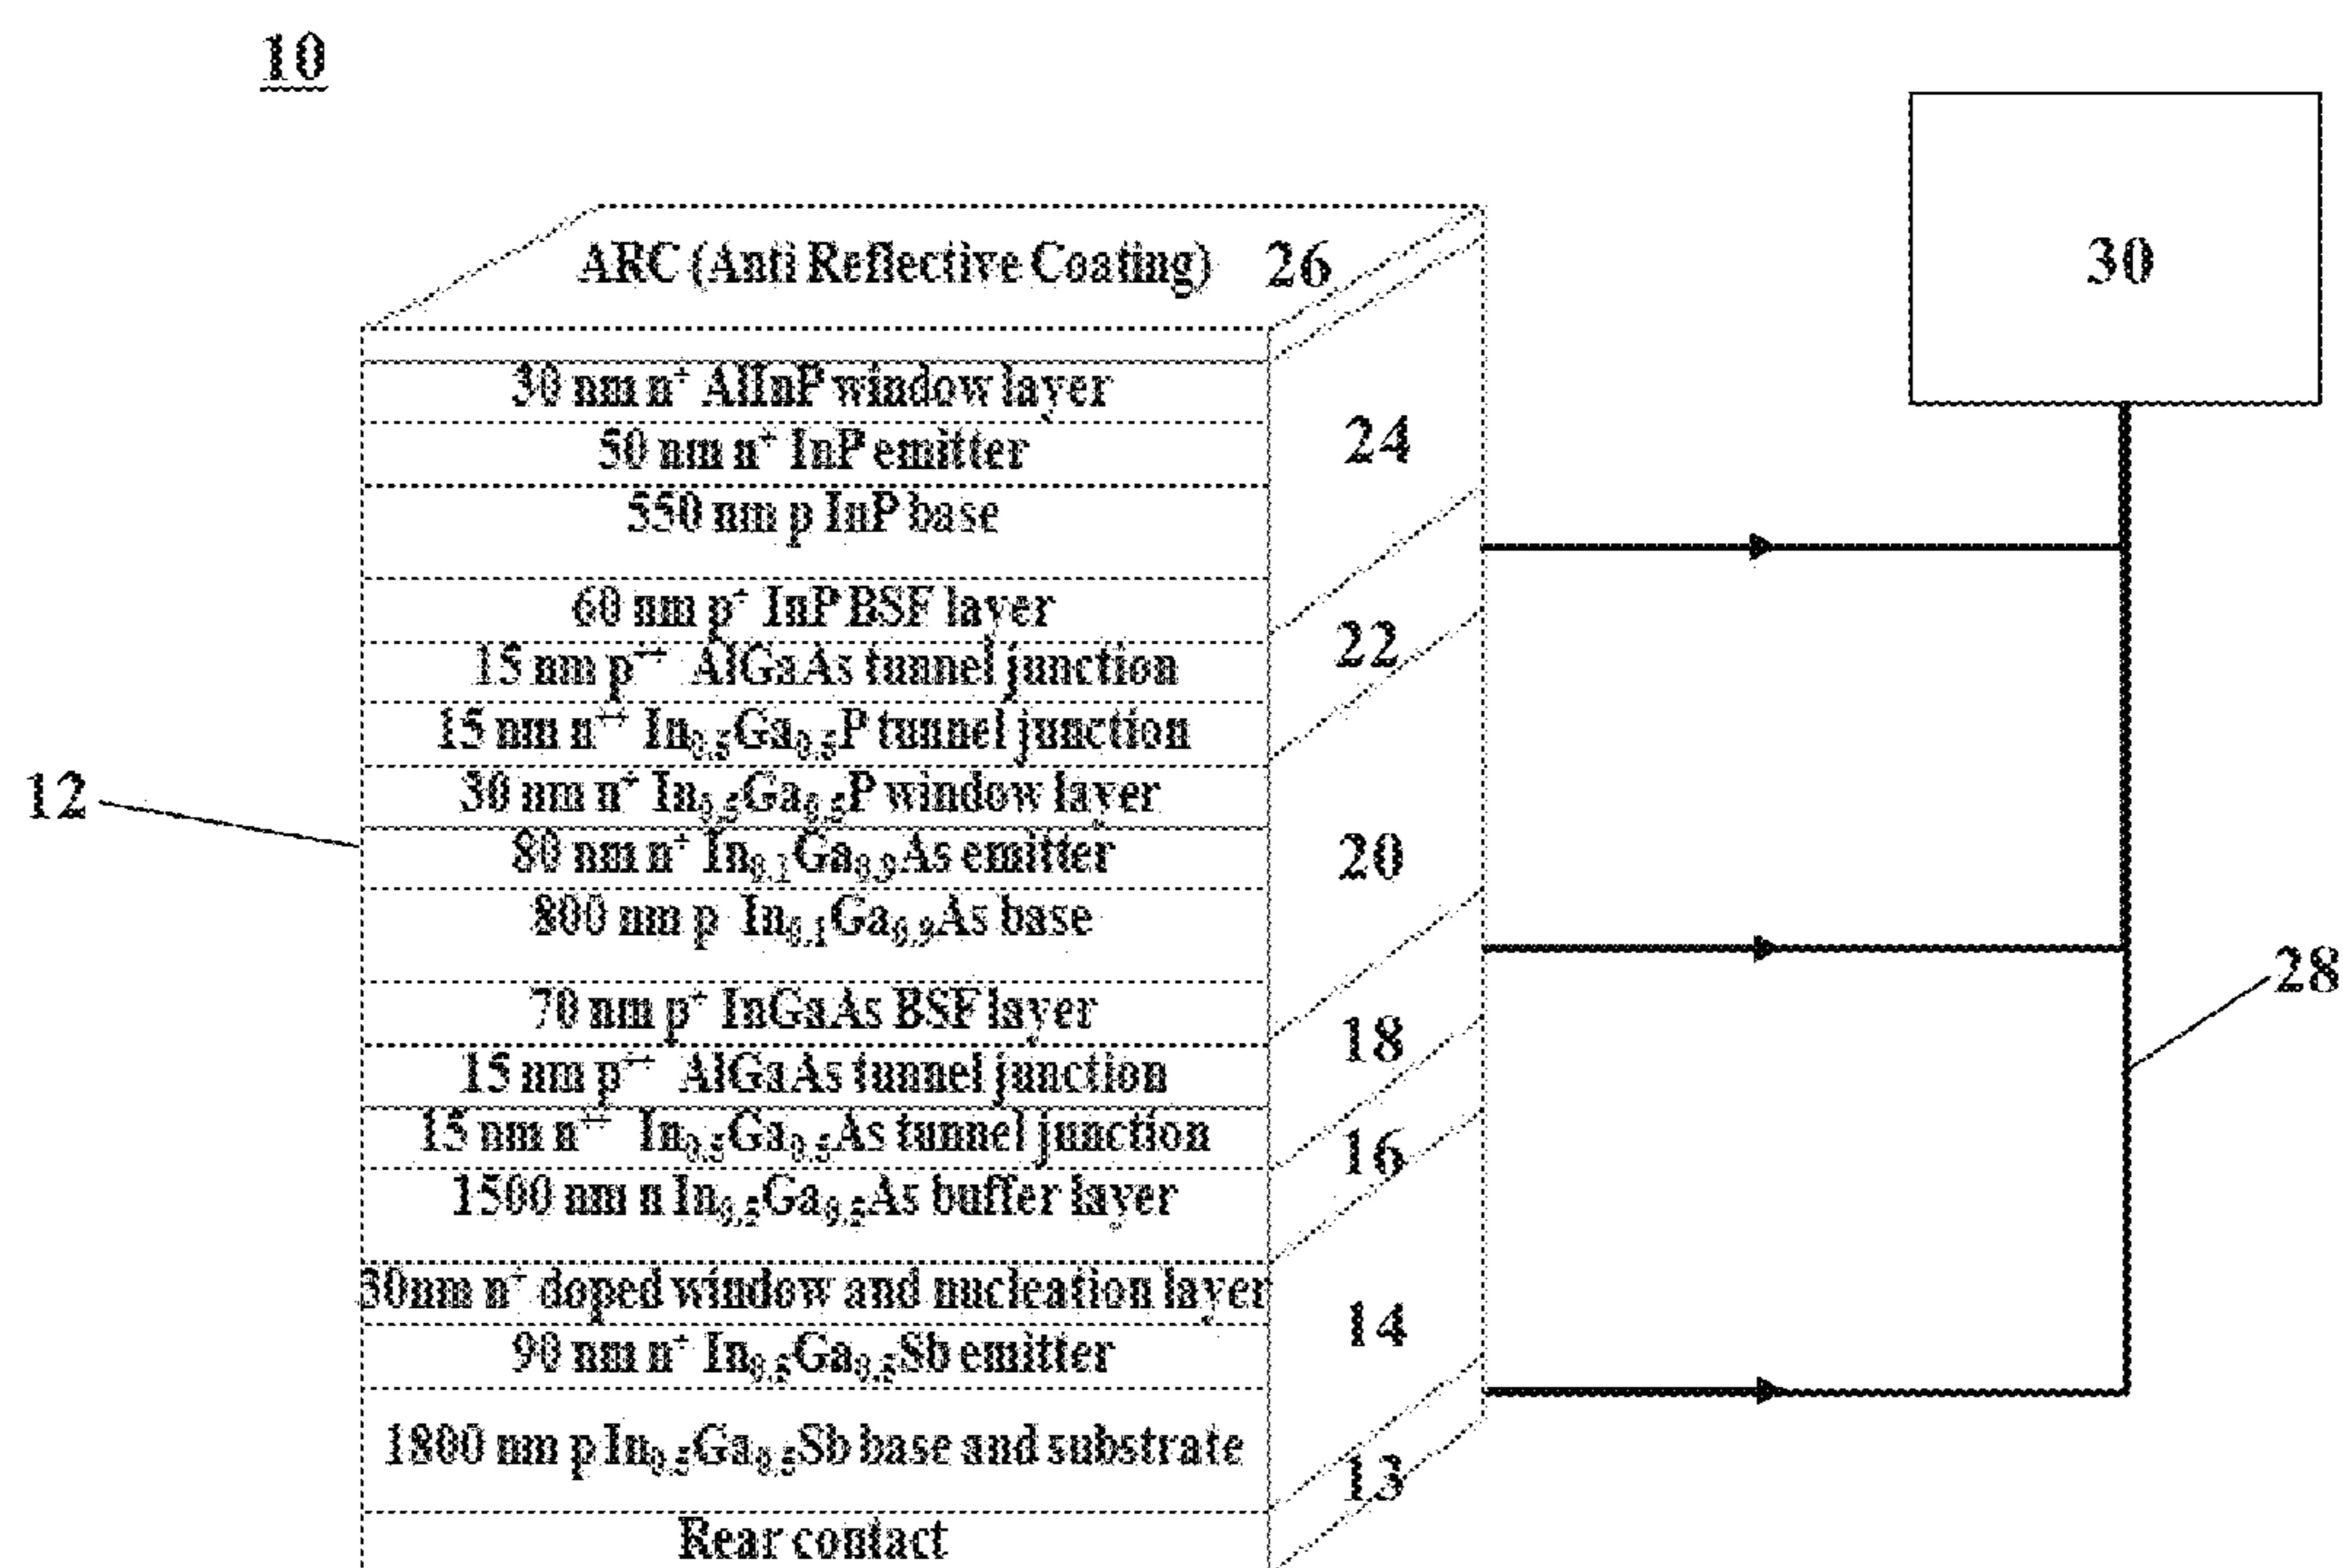 10
30
ARC (Anti Reflective Coating) 26
30 nm n⁺ AlInP window layer
50 nm n⁺ InP emitter
24
550 nm p InP base
60 nm p⁺ InP BSF layer
22
15 nm p⁺⁺ AlGaAs tunnel junction
15 nm n⁺⁺ In₀.₅Ga₀.₅P tunnel junction
12
30 nm n⁺ In₀.₅Ga₀.₅P window layer
80 nm n⁺ In₀.₁Ga₀.₉As emitter
20
800 nm p In₀.₁Ga₀.₉As base
28
70 nm p⁺ InGaAs BSF layer
18
15 nm p⁺⁺ AlGaAs tunnel junction
15 nm n⁺⁺ In₀.₅Ga₀.₅As tunnel junction
16
1500 nm n In₀.₅Ga₀.₅As buffer layer
30nm n⁺ doped window and nucleation layer
14
90 nm n⁺ In₀.₅Ga₀.₅Sb emitter
1800 nm p In₀.₅Ga₀.₅Sb base and substrate
13
Rear contact